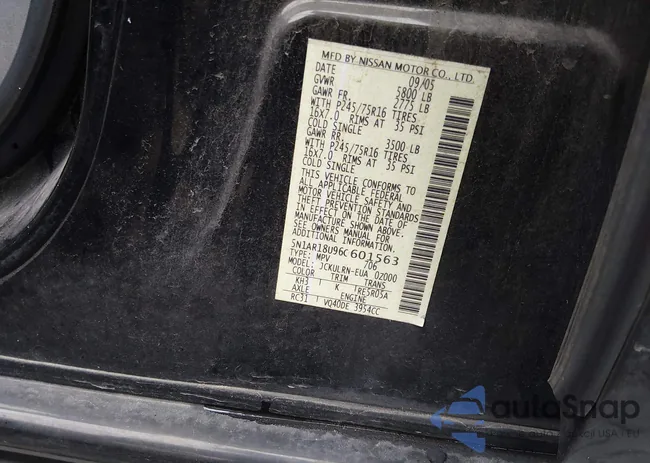 MFD BY NISSAN MOTOR CO., LTD.
DATE 09/05
GVWR 5800 LB
GAWR FR. 2775 LB
WITH P245/75R16 TIRES
16X7.0 RIMS AT 35 PSI
COLD SINGLE
GAWR RR. 3500 LB
WITH P245/75R16 TIRES
16X7.0 RIMS AT 35 PSI
COLD SINGLE
THIS VEHICLE CONFORMS TO
ALL APPLICABLE FEDERAL
MOTOR VEHICLE SAFETY AND
THEFT PREVENTION STANDARDS
IN EFFECT ON THE DATE OF
MANUFACTURE SHOWN ABOVE.
SEE OWNERS MANUAL FOR
ADDITIONAL INFORMATION
5N1AR18U96C601563
TYPE: MPV 706
MODEL: JCKULRN-EUA 02000
COLOR TRIM TRANS
KH3 K RE5R05A
AXLE ENGINE
RC31 VQ40DE 3954CC
autoSnap
USA - EU